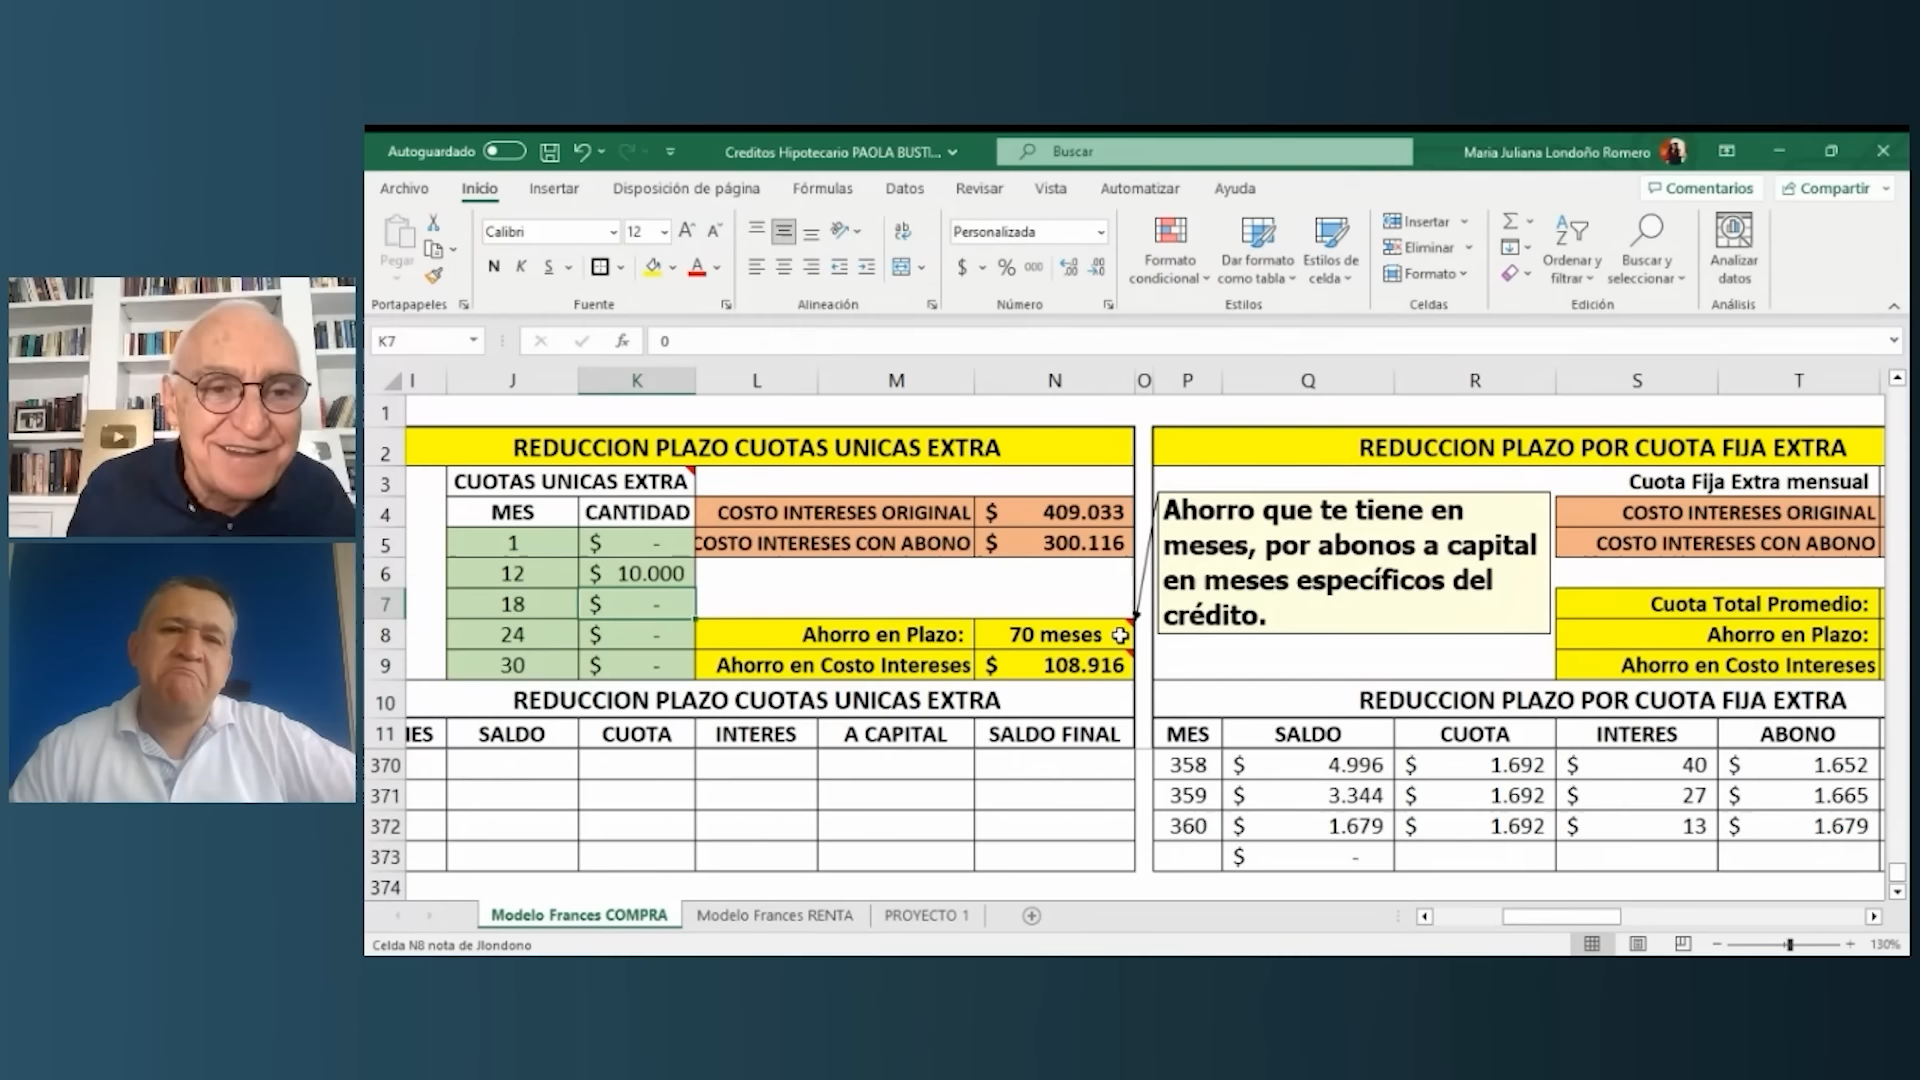 Autoguardado
Creditos Hipotecario PAOLA BUSTI...
Buscar
Maria Juliana Londoño Romero
Archivo Inicio Insertar Disposición de página Fórmulas Datos Revisar Vista Automatizar Ayuda Comentarios Compartir
Calibri 12 Personalizada
Pegar
N K S $ % 000
Formato condicional
Dar formato como tabla
Estilos de celda
Insertar
Eliminar
Formato
Ordenar y filtrar
Buscar y seleccionar
Analizar datos
Portapapeles Fuente Alineación Número Estilos Celdas Edición Análisis
K7 fx 0
I J K L M N O P Q R S T
1
2 REDUCCION PLAZO CUOTAS UNICAS EXTRA REDUCCION PLAZO POR CUOTA FIJA EXTRA
3 CUOTAS UNICAS EXTRA Cuota Fija Extra mensual
4 MES CANTIDAD COSTO INTERESES ORIGINAL $ 409.033 COSTO INTERESES ORIGINAL
5 1 $ - COSTO INTERESES CON ABONO $ 300.116 COSTO INTERESES CON ABONO
6 12 $ 10.000
7 18 $ - Cuota Total Promedio:
8 24 $ - Ahorro en Plazo: 70 meses Ahorro en Plazo:
9 30 $ - Ahorro en Costo Intereses $ 108.916 Ahorro en Costo Intereses
Ahorro que te tiene en
meses, por abonos a capital
en meses específicos del
crédito.
10 REDUCCION PLAZO CUOTAS UNICAS EXTRA REDUCCION PLAZO POR CUOTA FIJA EXTRA
11 IES SALDO CUOTA INTERES A CAPITAL SALDO FINAL MES SALDO CUOTA INTERES ABONO
370 358 $ 4.996 $ 1.692 $ 40 $ 1.652
371 359 $ 3.344 $ 1.692 $ 27 $ 1.665
372 360 $ 1.679 $ 1.692 $ 13 $ 1.679
373 $ -
374
Modelo Frances COMPRA Modelo Frances RENTA PROYECTO 1
Celda N8 nota de Jlondono
130%